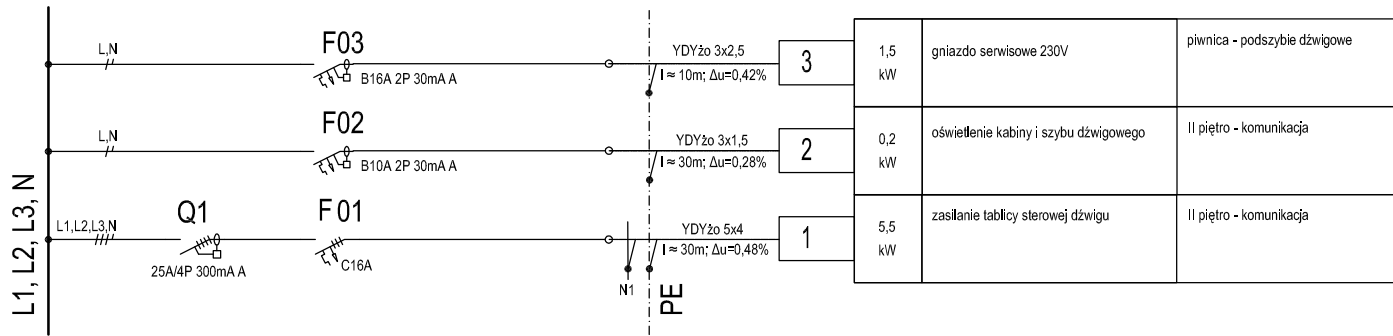 L1, L2, L3, N
L,N
F03
B16A 2P 30mA A
YDYżo 3x2,5
l ≈ 10m; Δu=0,42%
3
1,5
kW
gniazdo serwisowe 230V
piwnica - podszybie dźwigowe
L,N
F02
B10A 2P 30mA A
YDYżo 3x1,5
l ≈ 30m; Δu=0,28%
2
0,2
kW
oświetlenie kabiny i szybu dźwigowego
II piętro - komunikacja
L1,L2,L3,N
Q1
25A/4P 300mA A
F01
C16A
N1
PE
YDYżo 5x4
l ≈ 30m; Δu=0,48%
1
5,5
kW
zasilanie tablicy sterowej dźwigu
II piętro - komunikacja